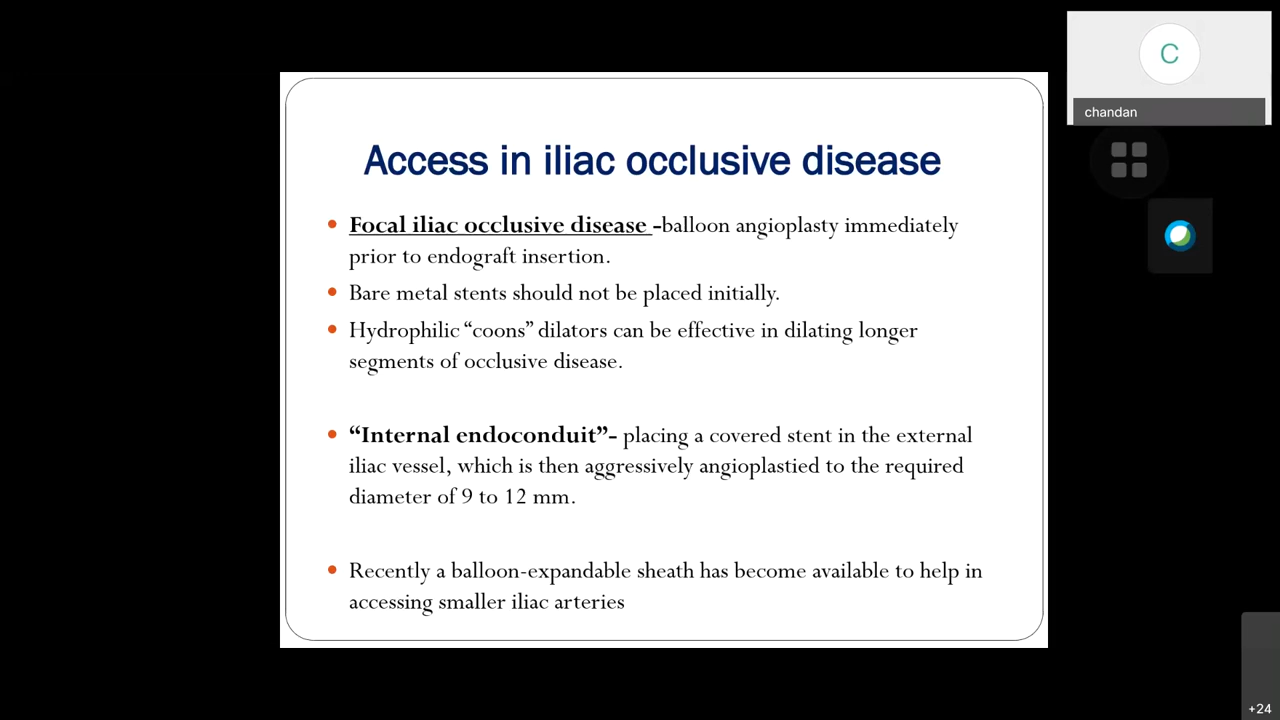 Access in iliac occlusive disease
• Focal iliac occlusive disease -balloon angioplasty immediately
prior to endograft insertion.
• Bare metal stents should not be placed initially.
• Hydrophilic “coons” dilators can be effective in dilating longer
segments of occlusive disease.
• “Internal endoconduit”- placing a covered stent in the external
iliac vessel, which is then aggressively angioplastied to the required
diameter of 9 to 12 mm.
• Recently a balloon-expandable sheath has become available to help in
accessing smaller iliac arteries
C
chandan
+24